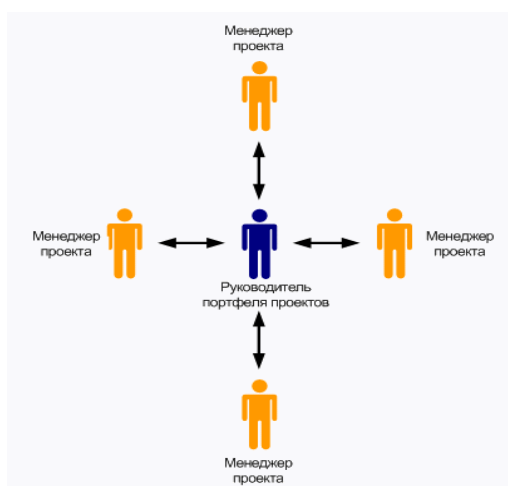 Менеджер
проекта
Менеджер
проекта
Менеджер
проекта
Руководитель
портфеля проектов
Менеджер
проекта